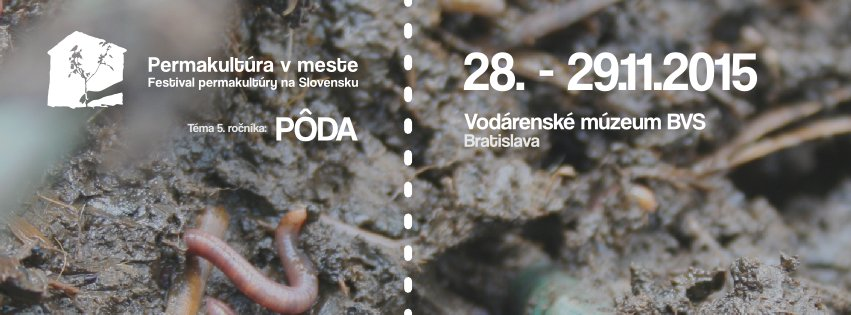 Permakultúra v meste
Festival permakultúry na Slovensku
Téma 5. ročníka: PÔDA
28. - 29.11.2015
Vodárenské múzeum BVS
Bratislava